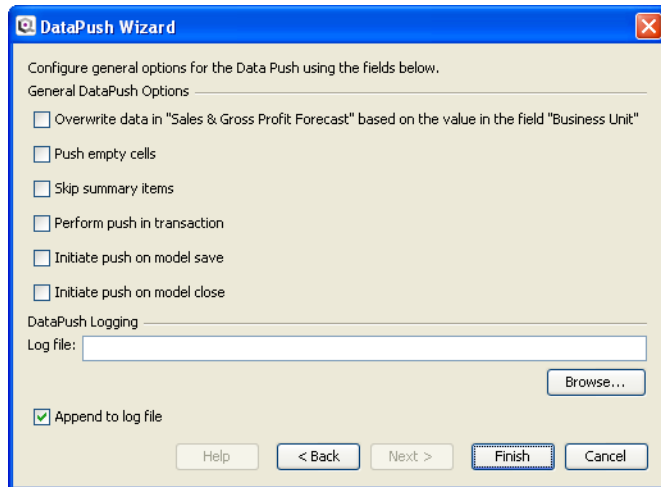 DataPush Wizard
Configure general options for the Data Push using the fields below.
General DataPush Options
Overwrite data in "Sales & Gross Profit Forecast" based on the value in the field "Business Unit"
Push empty cells
Skip summary items
Perform push in transaction
Initiate push on model save
Initiate push on model close
DataPush Logging
Log file:
Browse...
Append to log file
Help < Back Next > Finish Cancel